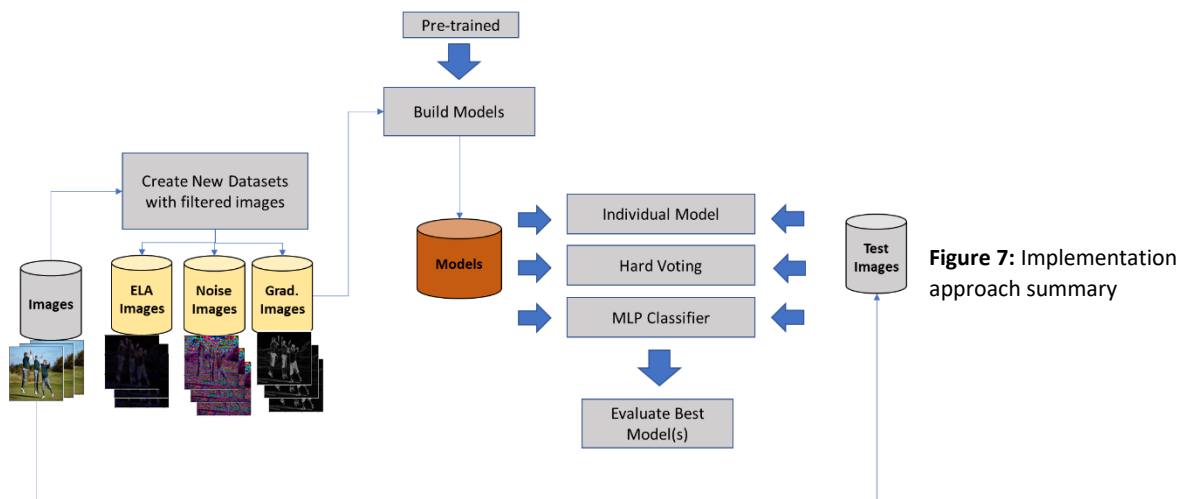 Pre-trained
Build Models
Create New Datasets
with filtered images
Images
ELA
Images
Noise
Images
Grad.
Images
Models
Individual Model
Hard Voting
MLP Classifier
Evaluate Best
Model(s)
Test
Images
Figure 7: Implementation
approach summary